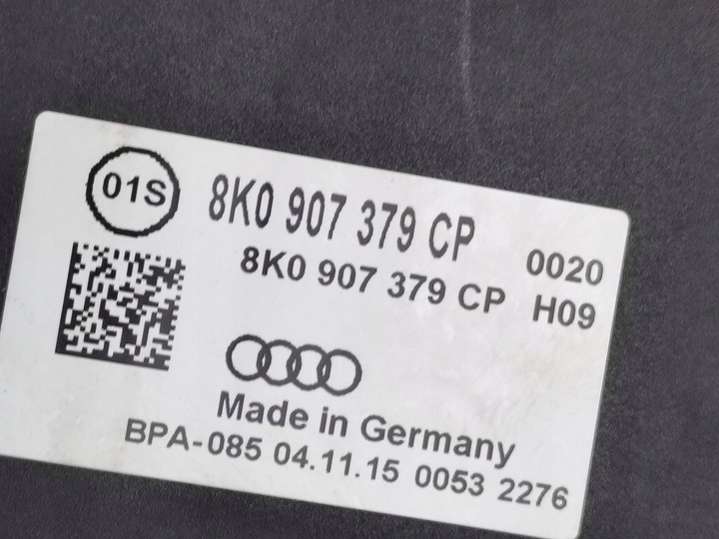 01S
8K0 907 379 CP
0020
8K0 907 379 CP H09
Made in Germany
BPA-085 04.11.15 0053 2276